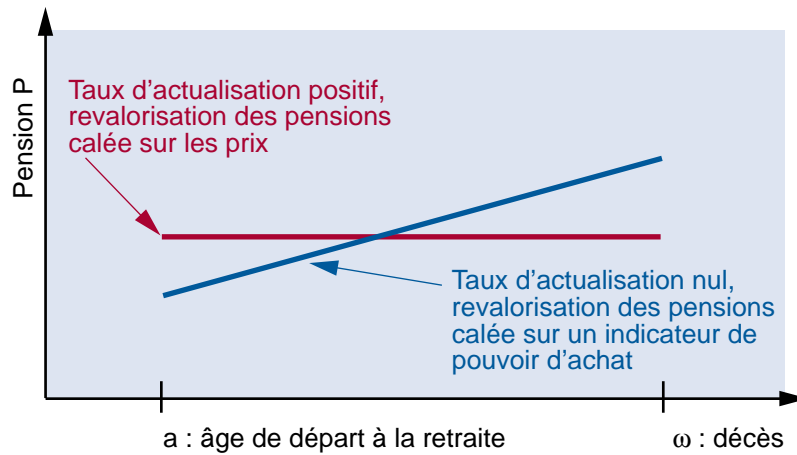 Pension P
Taux d'actualisation positif,
revalorisation des pensions
calée sur les prix
Taux d'actualisation nul,
revalorisation des pensions
calée sur un indicateur de
pouvoir d'achat
a : âge de départ à la retraite
ω : décès